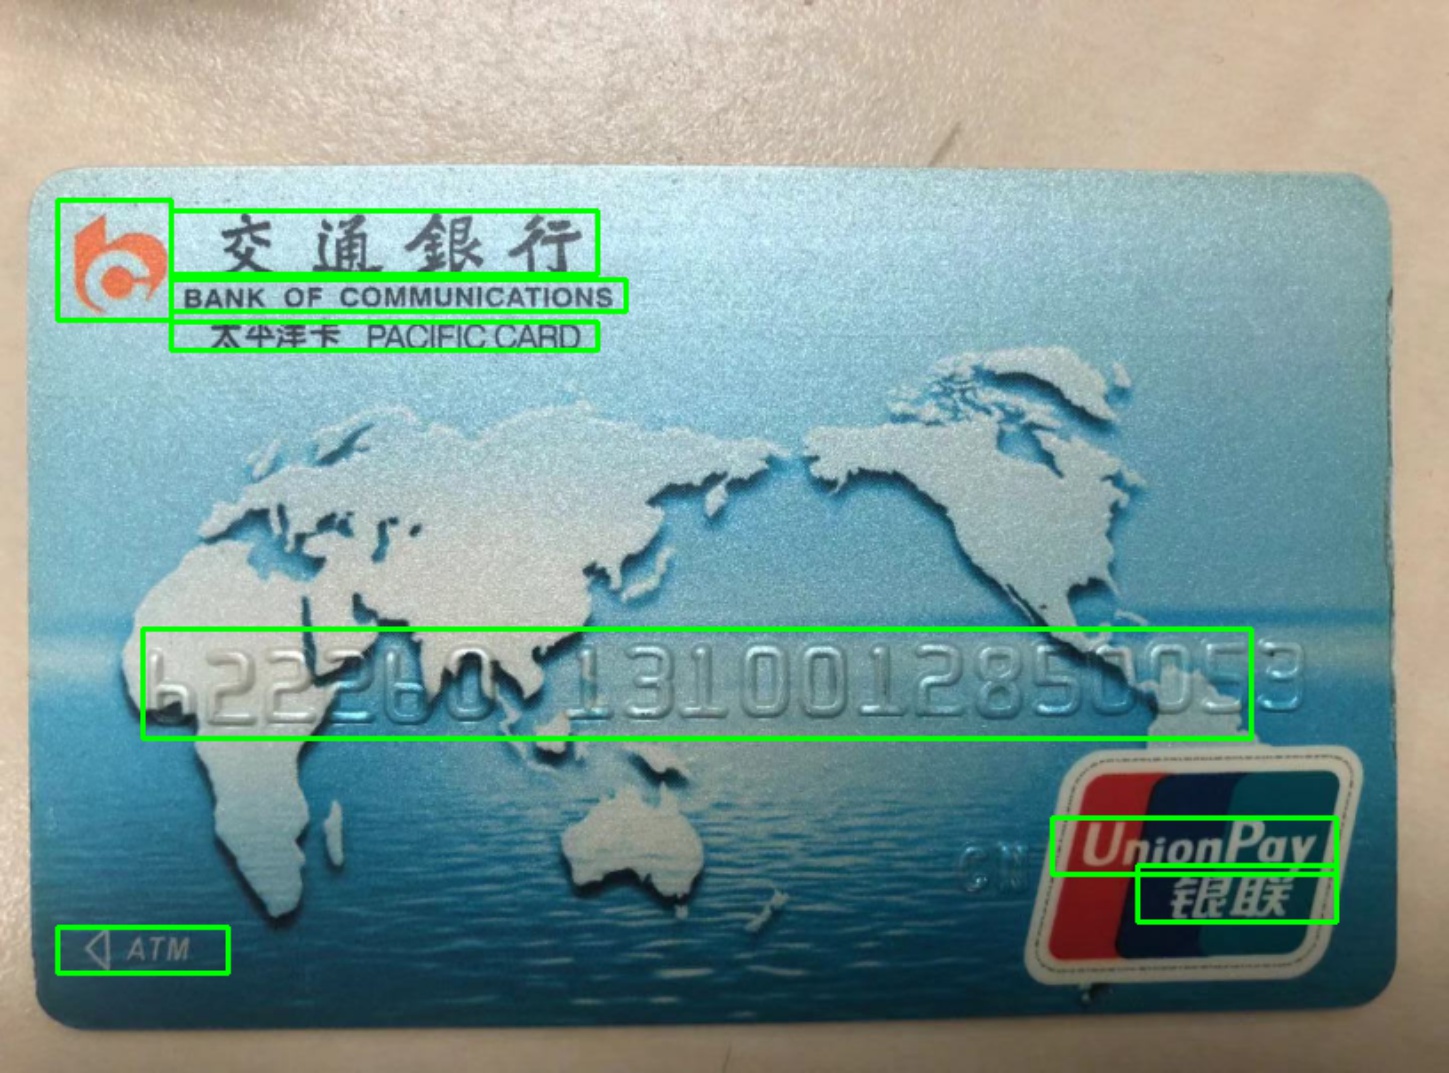 交通銀行
BANK OF COMMUNICATIONS
太平洋卡 PACIFIC CARD
622260 1310012850053
UnionPay
CN
银联
ATM